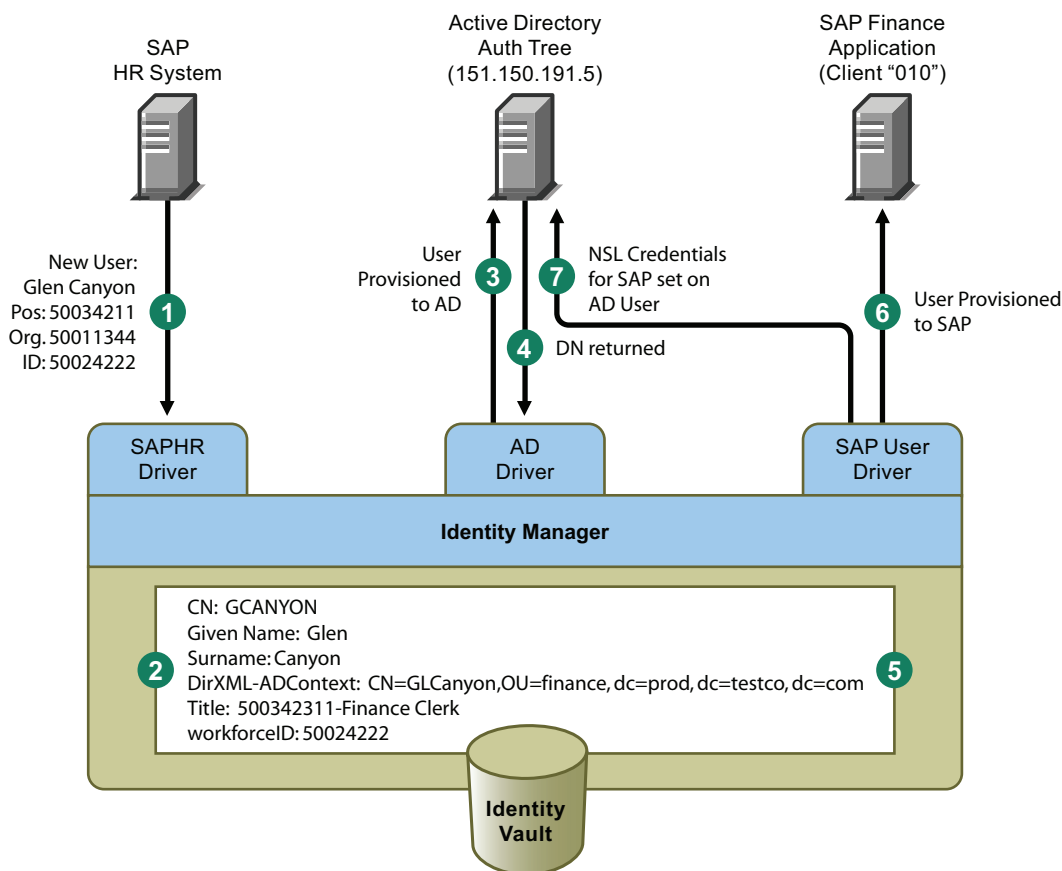 SAP
HR System
Active Directory
Auth Tree
(151.150.191.5)
SAP Finance
Application
(Client “010”)
New User:
Glen Canyon
Pos: 50034211
Org. 50011344
ID: 50024222
1
User
Provisioned
to AD
3
4
DN returned
7
NSL Credentials
for SAP set on
AD User
6
User Provisioned
to SAP
SAPHR
Driver
AD
Driver
SAP User
Driver
Identity Manager
2
CN: GCANYON
Given Name: Glen
Surname: Canyon
DirXML-ADContext: CN=GLCanyon,OU=finance, dc=prod, dc=testco, dc=com
Title: 500342311-Finance Clerk
workforceID: 50024222
5
Identity
Vault